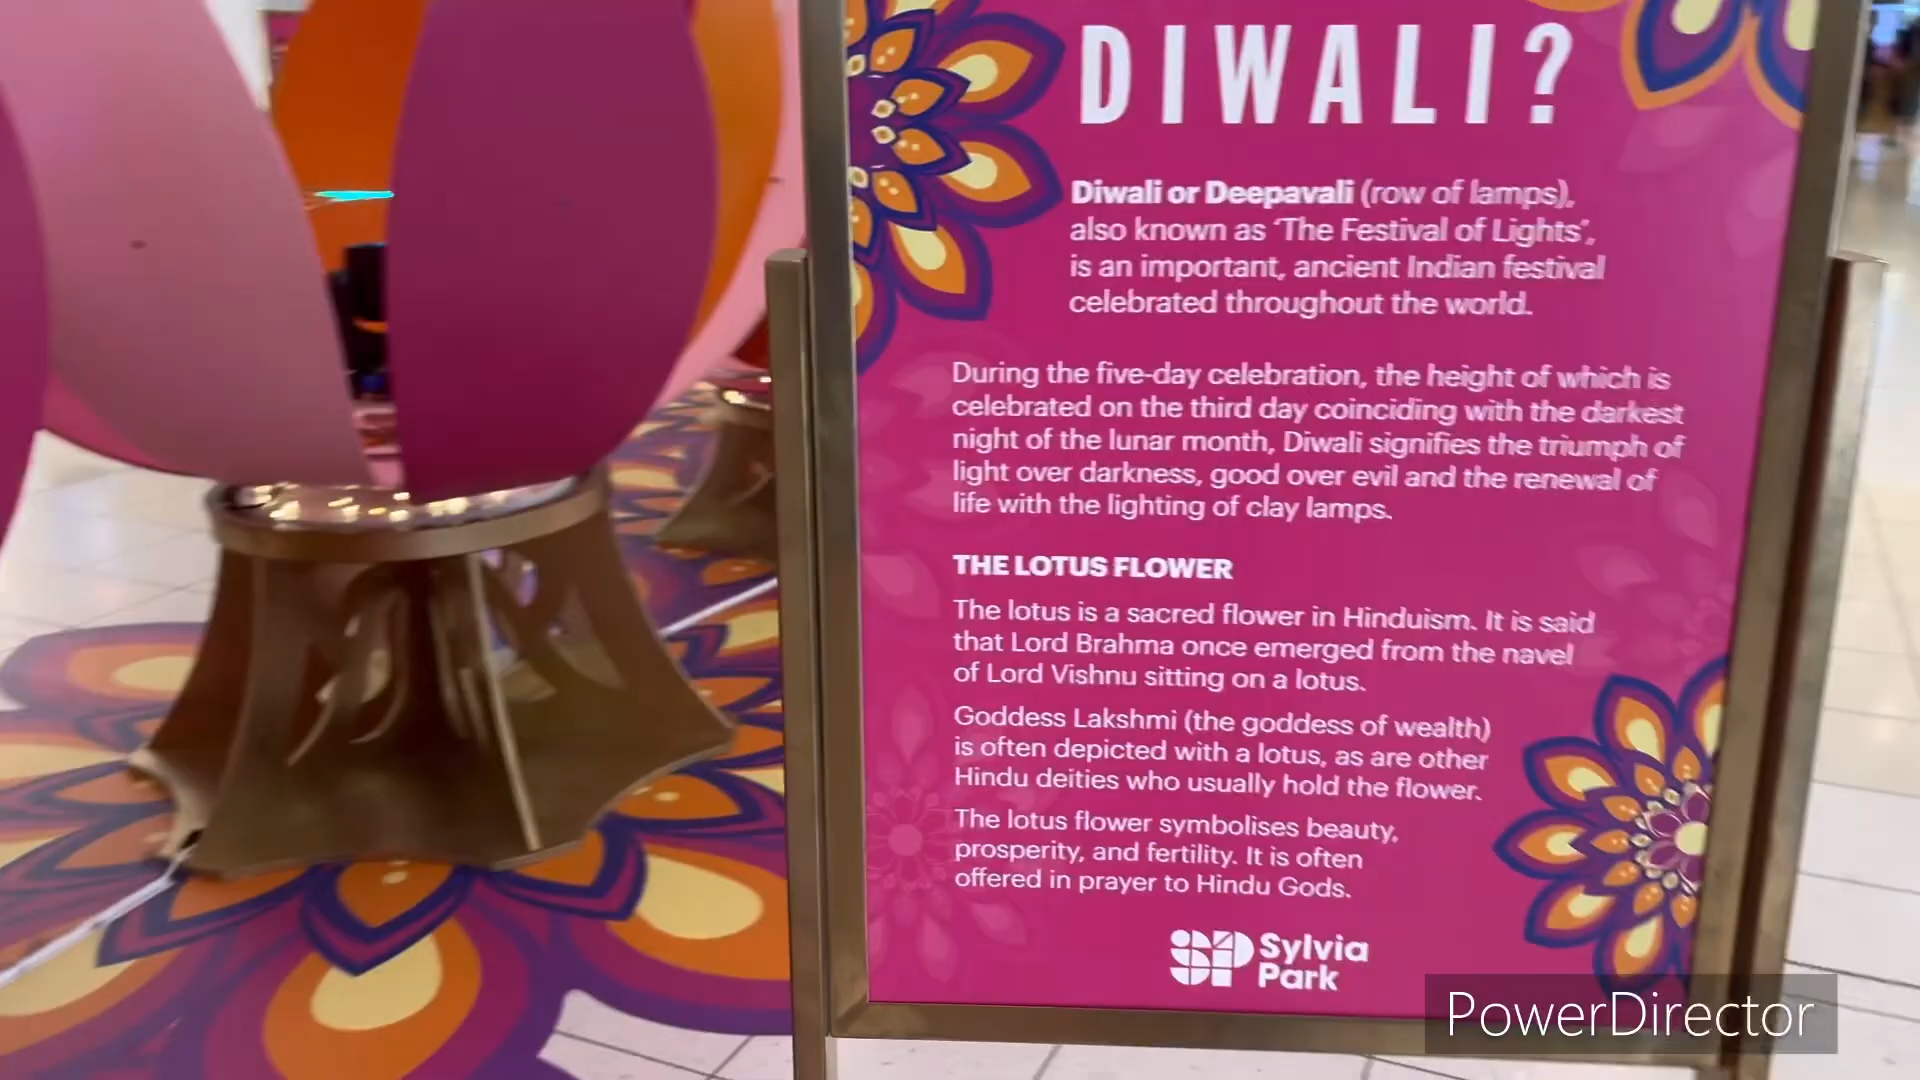 DIWALI?
Diwali or Deepavali (row of lamps),
also known as 'The Festival of Lights',
is an important, ancient Indian festival
celebrated throughout the world.
During the five-day celebration, the height of which is
celebrated on the third day coinciding with the darkest
night of the lunar month, Diwali signifies the triumph of
light over darkness, good over evil and the renewal of
life with the lighting of clay lamps.
THE LOTUS FLOWER
The lotus is a sacred flower in Hinduism. It is said
that Lord Brahma once emerged from the navel
of Lord Vishnu sitting on a lotus.
Goddess Lakshmi (the goddess of wealth)
is often depicted with a lotus, as are other
Hindu deities who usually hold the flower.
The lotus flower symbolises beauty,
prosperity, and fertility. It is often
offered in prayer to Hindu Gods.
Sylvia
Park
PowerDirector